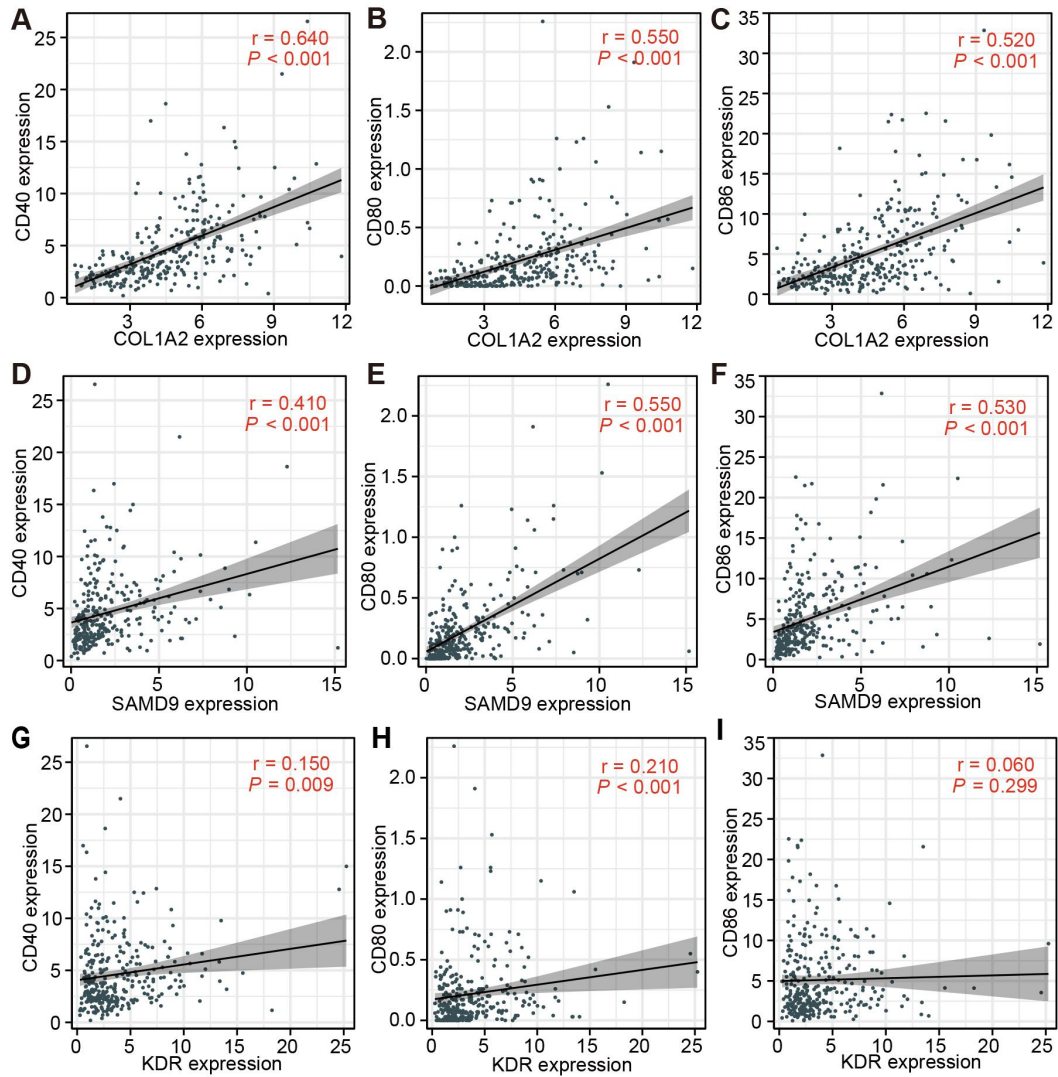 A
r = 0.640
P < 0.001
CD40 expression
25
20
15
10
5
0
3
6
9
12
COL1A2 expression
B
r = 0.550
P < 0.001
CD80 expression
2.0
1.5
1.0
0.5
0.0
3
6
9
12
COL1A2 expression
C
r = 0.520
P < 0.001
CD86 expression
35
30
25
20
15
10
5
0
3
6
9
12
COL1A2 expression
D
r = 0.410
P < 0.001
CD40 expression
25
20
15
10
5
0
0
5
10
15
SAMD9 expression
E
r = 0.550
P < 0.001
CD80 expression
2.0
1.5
1.0
0.5
0.0
0
5
10
15
SAMD9 expression
F
r = 0.530
P < 0.001
CD86 expression
35
30
25
20
15
10
5
0
0
5
10
15
SAMD9 expression
G
r = 0.150
P = 0.009
CD40 expression
25
20
15
10
5
0
0
5
10
15
20
25
KDR expression
H
r = 0.210
P < 0.001
CD80 expression
2.0
1.5
1.0
0.5
0.0
0
5
10
15
20
25
KDR expression
I
r = 0.060
P = 0.299
CD86 expression
35
30
25
20
15
10
5
0
0
5
10
15
20
25
KDR expression